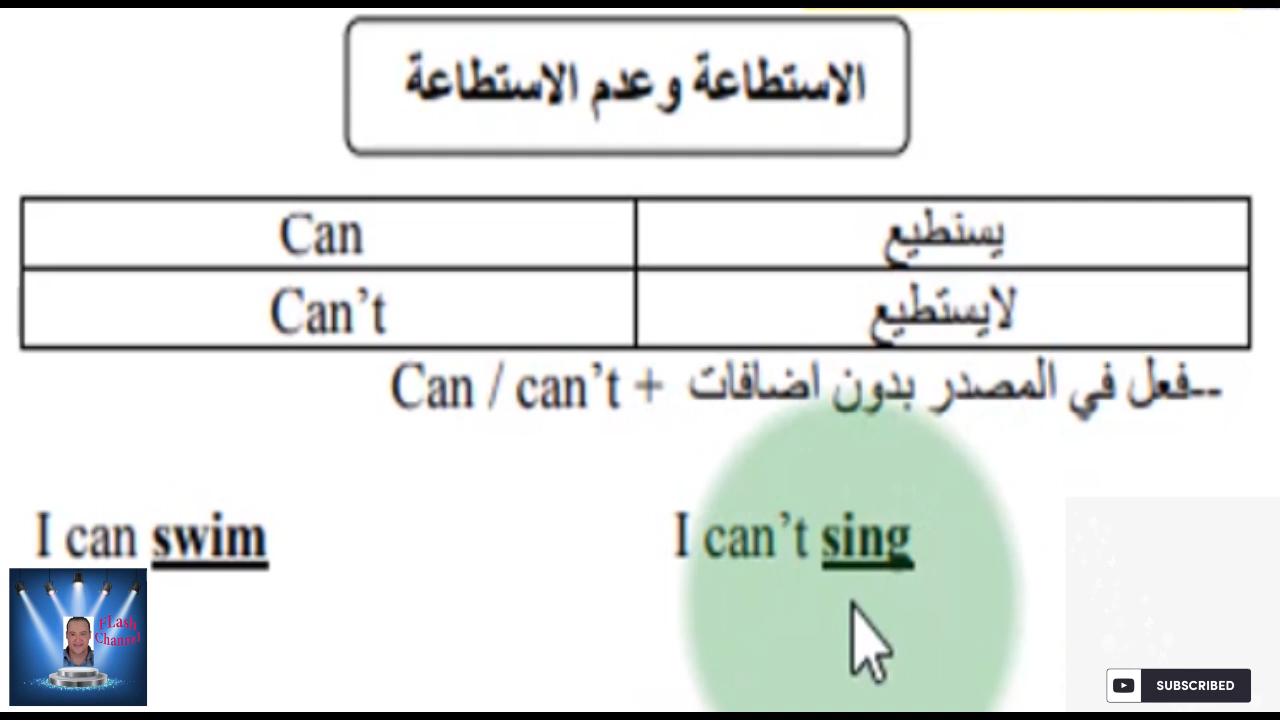 الاستطاعة وعدم الاستطاعة
Can يستطيع
Can't لايستطيع
--فعل في المصدر بدون اضافات + Can / can't
I can swim I can't sing
FLash
Channel
SUBSCRIBED